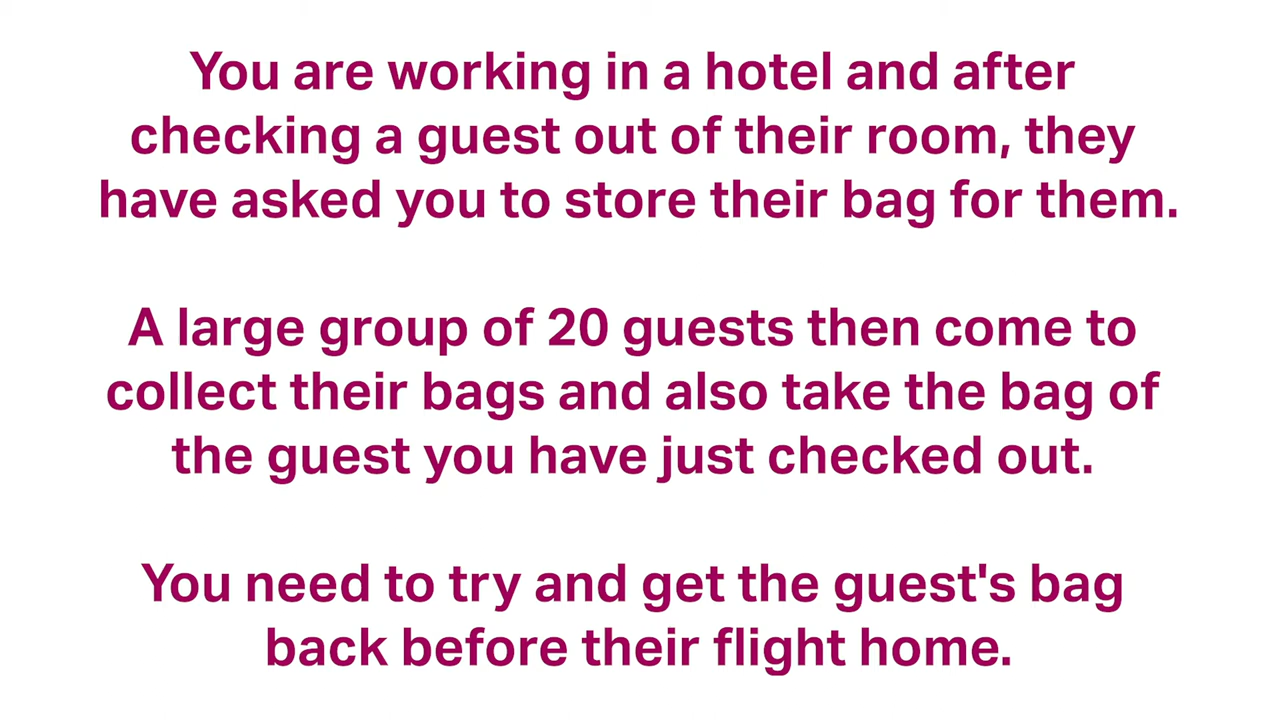 You are working in a hotel and after
checking a guest out of their room, they
have asked you to store their bag for them.
A large group of 20 guests then come to
collect their bags and also take the bag of
the guest you have just checked out.
You need to try and get the guest's bag
back before their flight home.